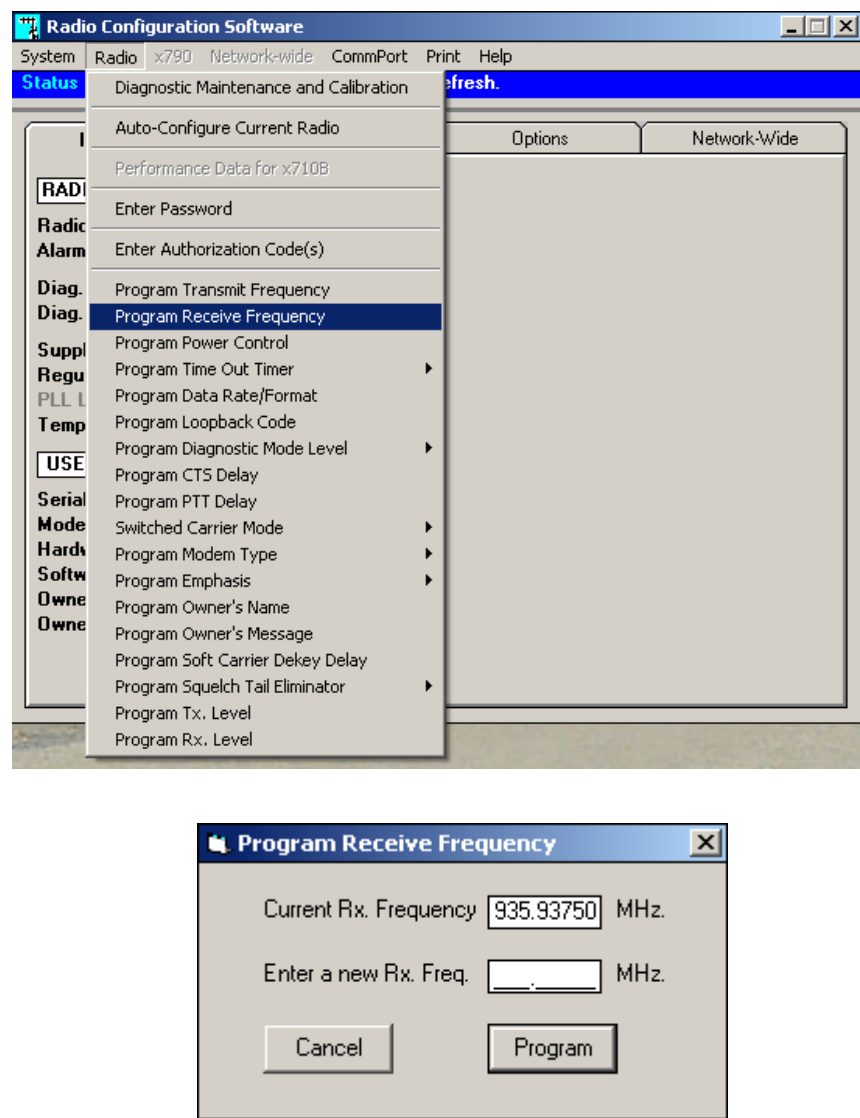 Radio Configuration Software
System Radio x790 Network-wide CommPort Print Help
Status efresh.
Diagnostic Maintenance and Calibration
Auto-Configure Current Radio
Options Network-Wide
Performance Data for x710B
RADI
Enter Password
Radio
Alarm Enter Authorization Code(s)
Diag. Program Transmit Frequency
Diag. Program Receive Frequency
Program Power Control
Suppl
Program Time Out Timer
Regu
Program Data Rate/Format
PLL L
Program Loopback Code
Temp
Program Diagnostic Mode Level
USE
Program CTS Delay
Serial Program PTT Delay
Mode Switched Carrier Mode
Hardw Program Modem Type
Softw Program Emphasis
Owne Program Owner's Name
Owne Program Owner's Message
Program Soft Carrier Dekey Delay
Program Squelch Tail Eliminator
Program Tx. Level
Program Rx. Level
Program Receive Frequency
Current Rx. Frequency 935.93750 MHz.
Enter a new Rx. Freq. ___._____ MHz.
Cancel Program